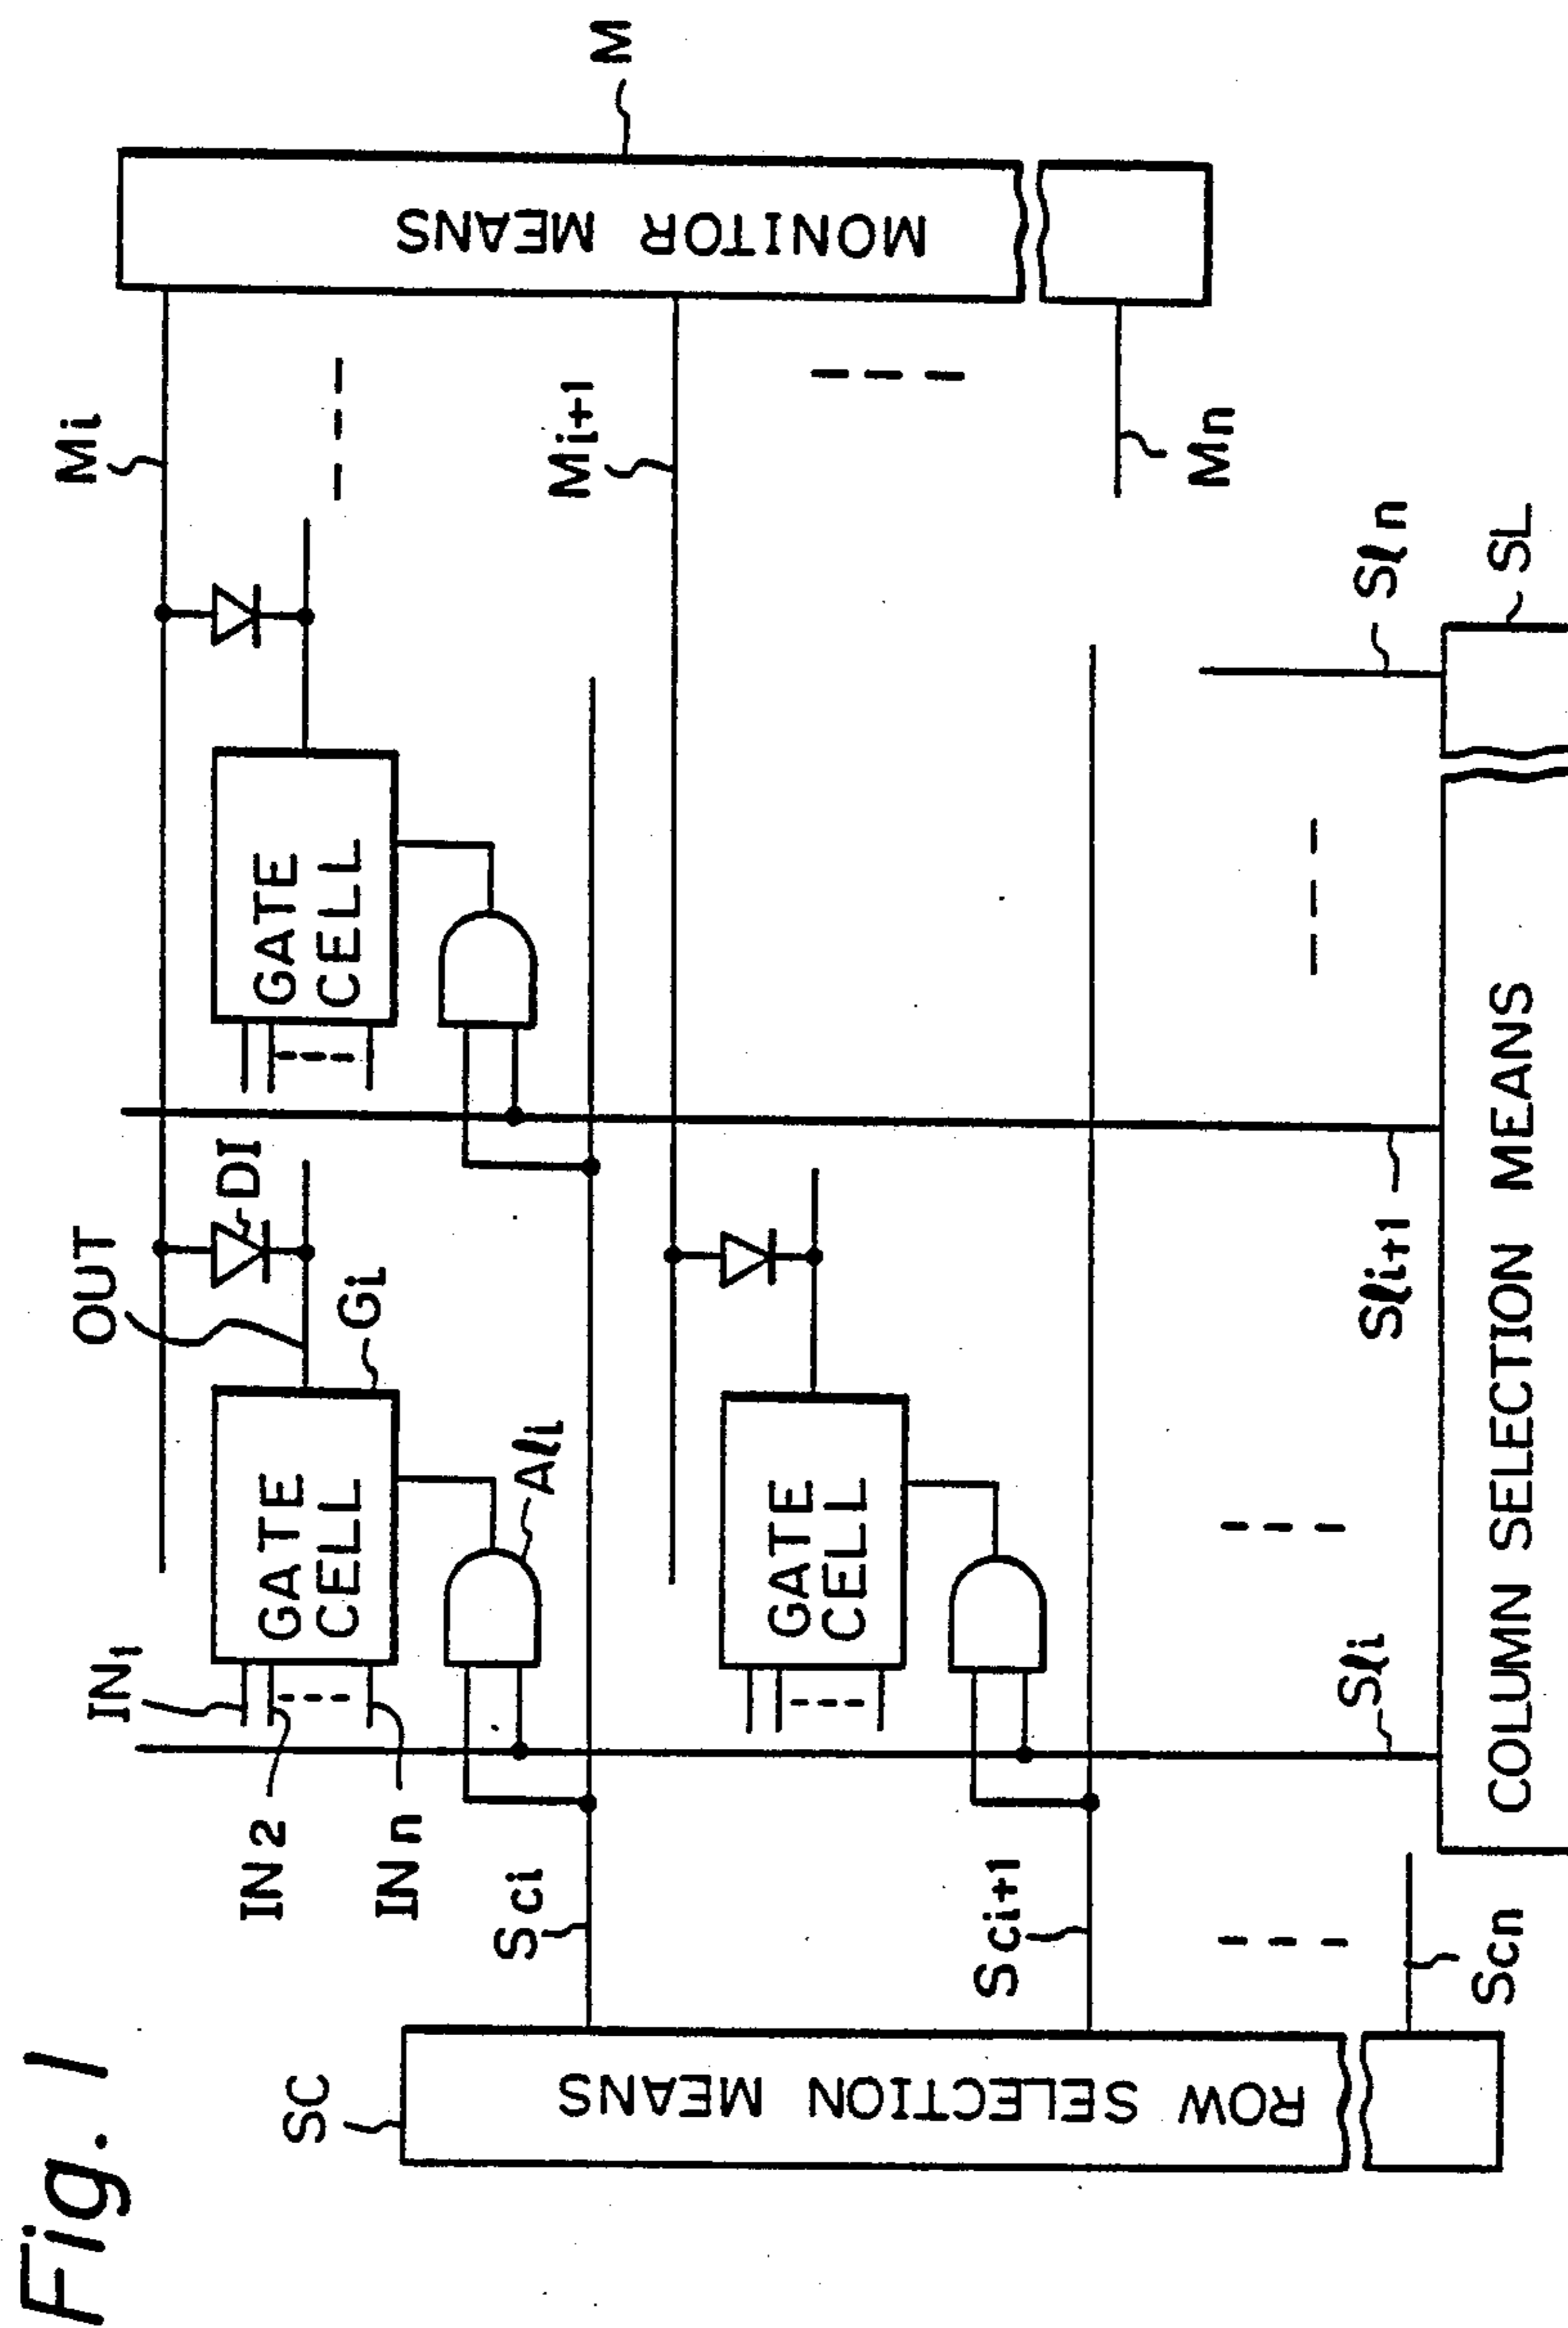 Fig. 1
SC
ROW SELECTION MEANS
IN1
IN2
INn
OUT
DI
Mi
GATE
CELL
Gi
GATE
CELL
Aℓi
Sci
Mi+1
M
MONITOR MEANS
GATE
CELL
Sci+1
Mn
Scn
Sℓi
Sℓi+1
Sℓn
COLUMN SELECTION MEANS
SL